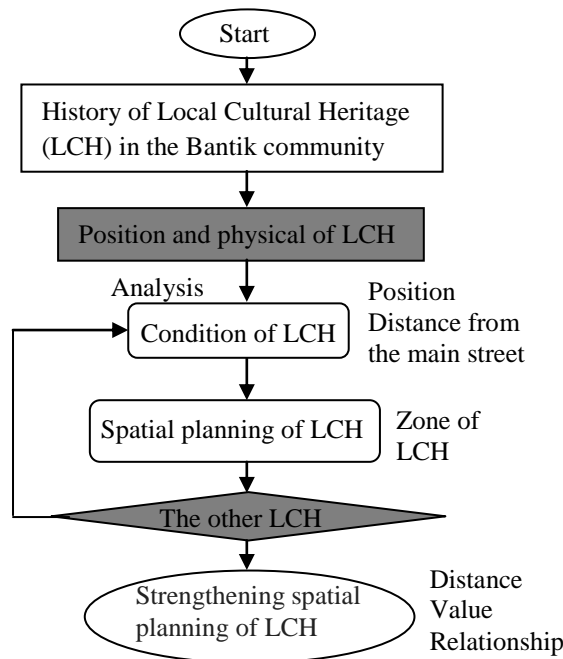 Start
History of Local Cultural Heritage
(LCH) in the Bantik community
Position and physical of LCH
Analysis
Condition of LCH
Position
Distance from
the main street
Spatial planning of LCH
Zone of
LCH
The other LCH
Strengthening spatial
planning of LCH
Distance
Value
Relationship